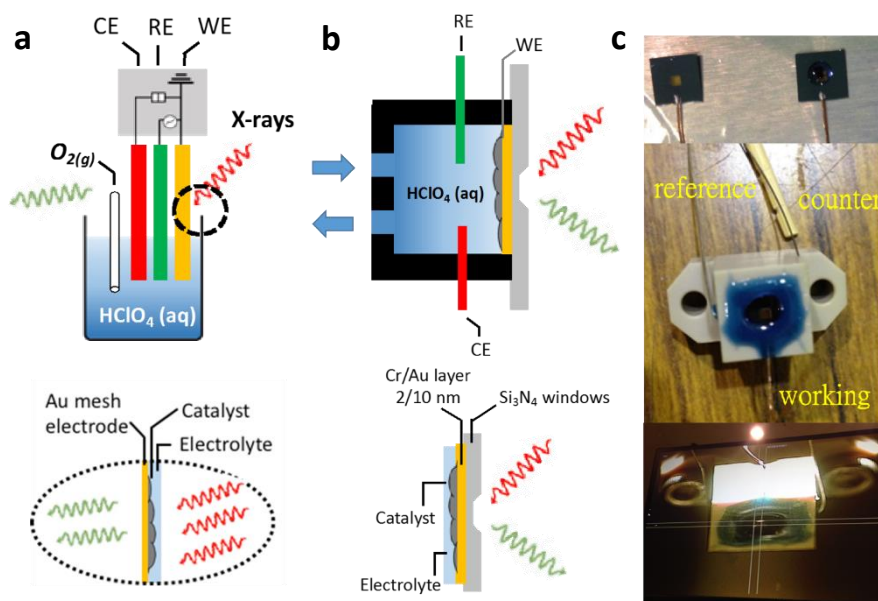 a
CE RE WE
X-rays
O2(g)
HClO4 (aq)
Au mesh
electrode
Catalyst
Electrolyte
b
RE
WE
HClO4 (aq)
CE
Cr/Au layer
2/10 nm
Si3N4 windows
Catalyst
Electrolyte
c
reference
counter
working